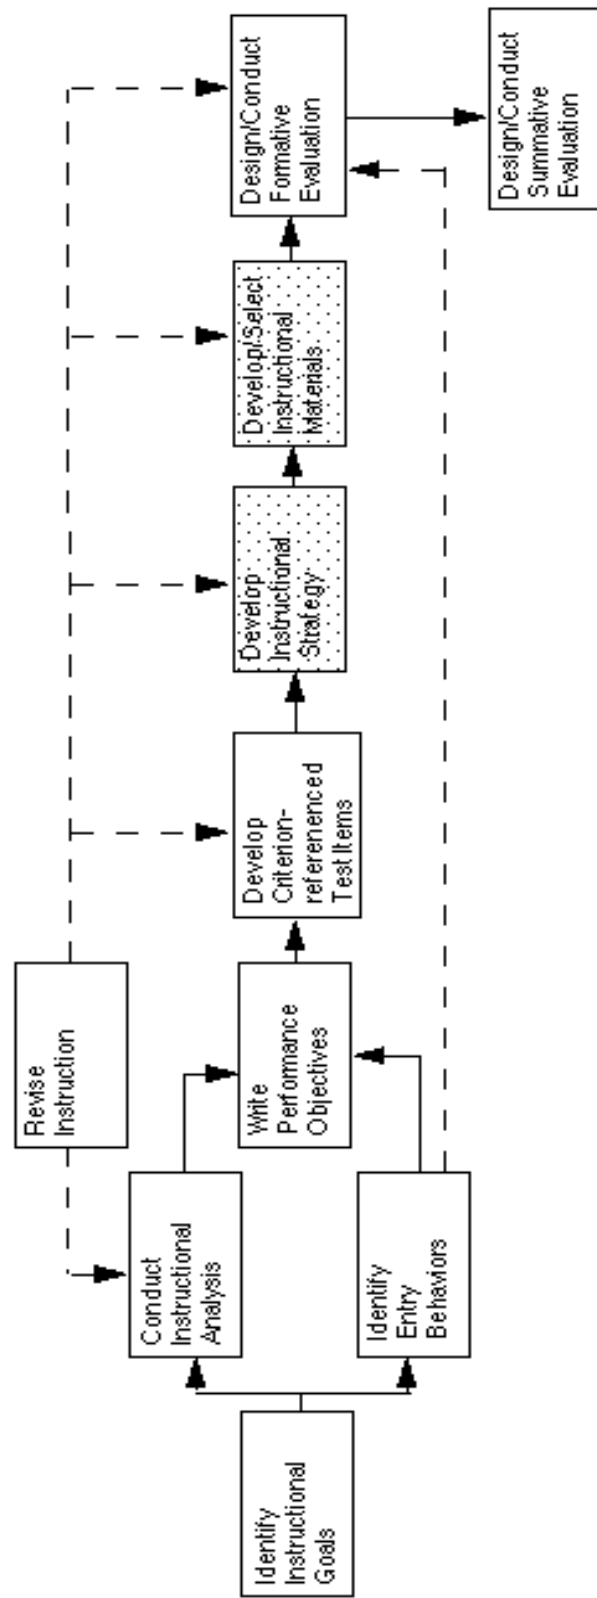 Identify
Instructional
Goals
Conduct
Instructional
Analysis
Identify
Entry
Behaviors
Revise
Instruction
Write
Performance
Objectives
Develop
Criterion-
referenenced
Test Items
Develop
Instructional
Strategy
Develop/Select
Instructional
Materials
Design/Conduct
Formative
Evaluation
Design/Conduct
Summative
Evaluation